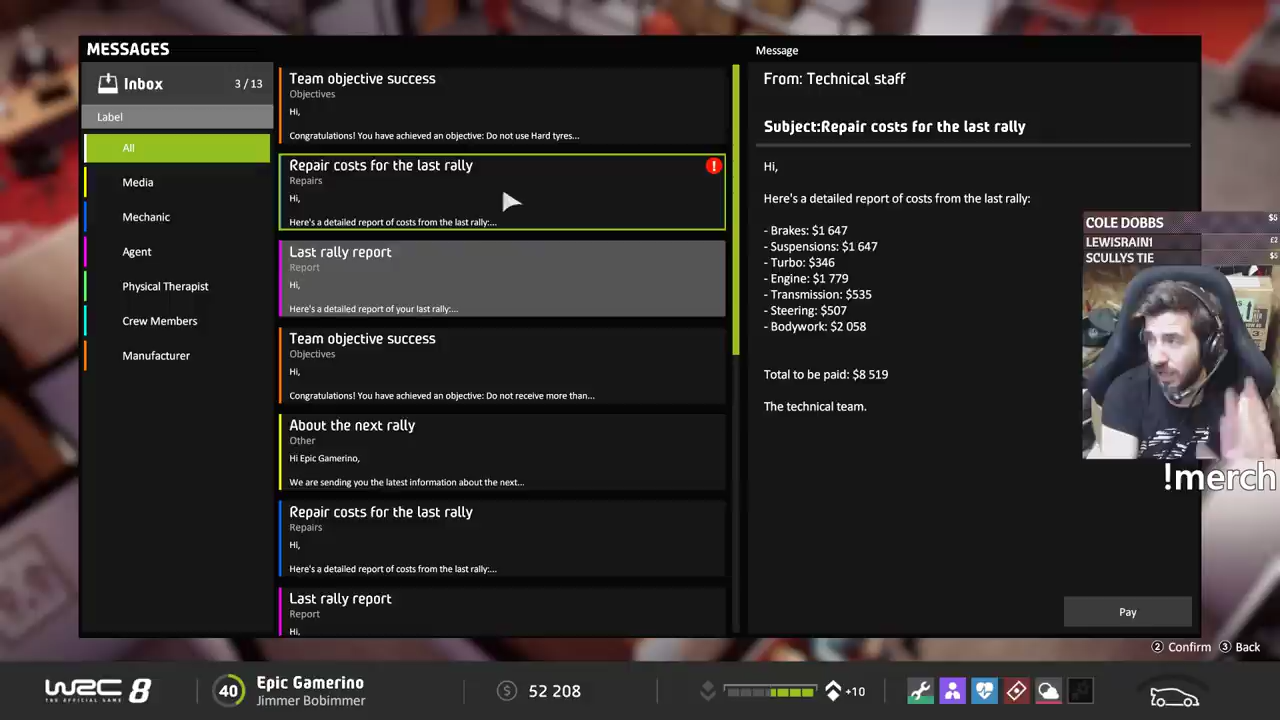 MESSAGES
Inbox 3 / 13
Label
All
Media
Mechanic
Agent
Physical Therapist
Crew Members
Manufacturer
Team objective success
Objectives
Hi,
Congratulations! You have achieved an objective: Do not use Hard tyres...
Repair costs for the last rally
Repairs
Hi,
Here's a detailed report of costs from the last rally:...
Last rally report
Report
Hi,
Here's a detailed report of your last rally:...
Team objective success
Objectives
Hi,
Congratulations! You have achieved an objective: Do not receive more than...
About the next rally
Other
Hi Epic Gamerino,
We are sending you the latest information about the next...
Repair costs for the last rally
Repairs
Hi,
Here's a detailed report of costs from the last rally:...
Last rally report
Report
Hi,
Message
From: Technical staff
Subject:Repair costs for the last rally
Hi,
Here's a detailed report of costs from the last rally:
- Brakes: $1 647
- Suspensions: $1 647
- Turbo: $346
- Engine: $1 779
- Transmission: $535
- Steering: $507
- Bodywork: $2 058
Total to be paid: $8 519
The technical team.
Pay
COLE DOBBS
LEWISRAIN1
SCULLYS TIE
!merch
2 Confirm 3 Back
WRC 8
THE OFFICIAL GAME
40
Epic Gamerino
Jimmer Bobimmer
52 208
+10